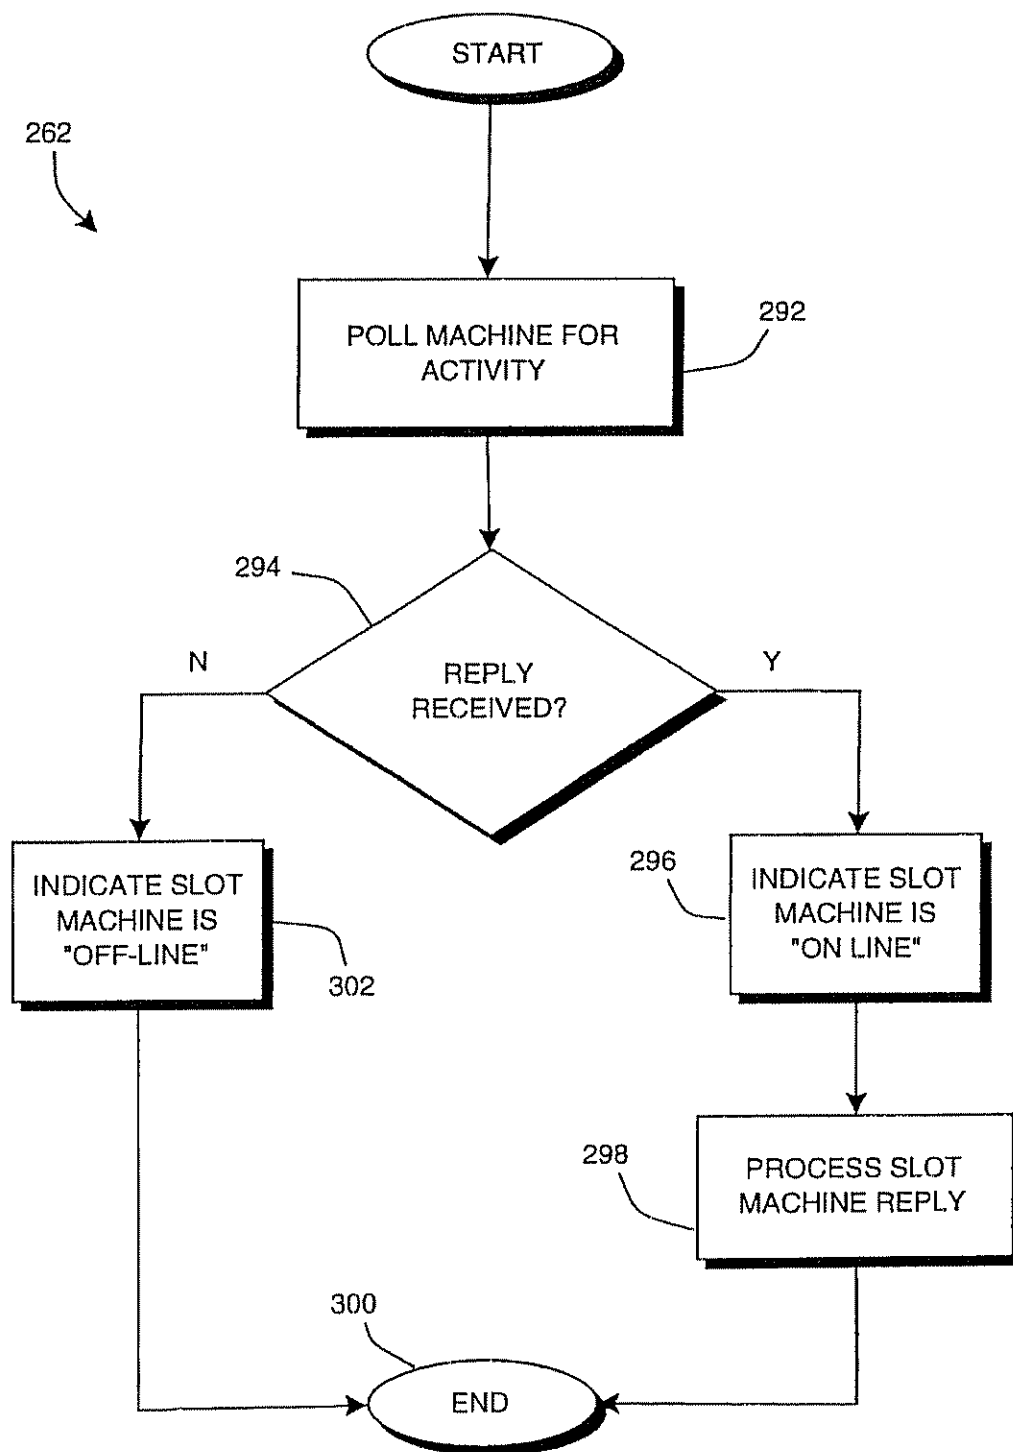 START
262
POLL MACHINE FOR
ACTIVITY
292
294
N
REPLY
RECEIVED?
Y
INDICATE SLOT
MACHINE IS
"OFF-LINE"
302
296
INDICATE SLOT
MACHINE IS
"ON LINE"
298
PROCESS SLOT
MACHINE REPLY
300
END